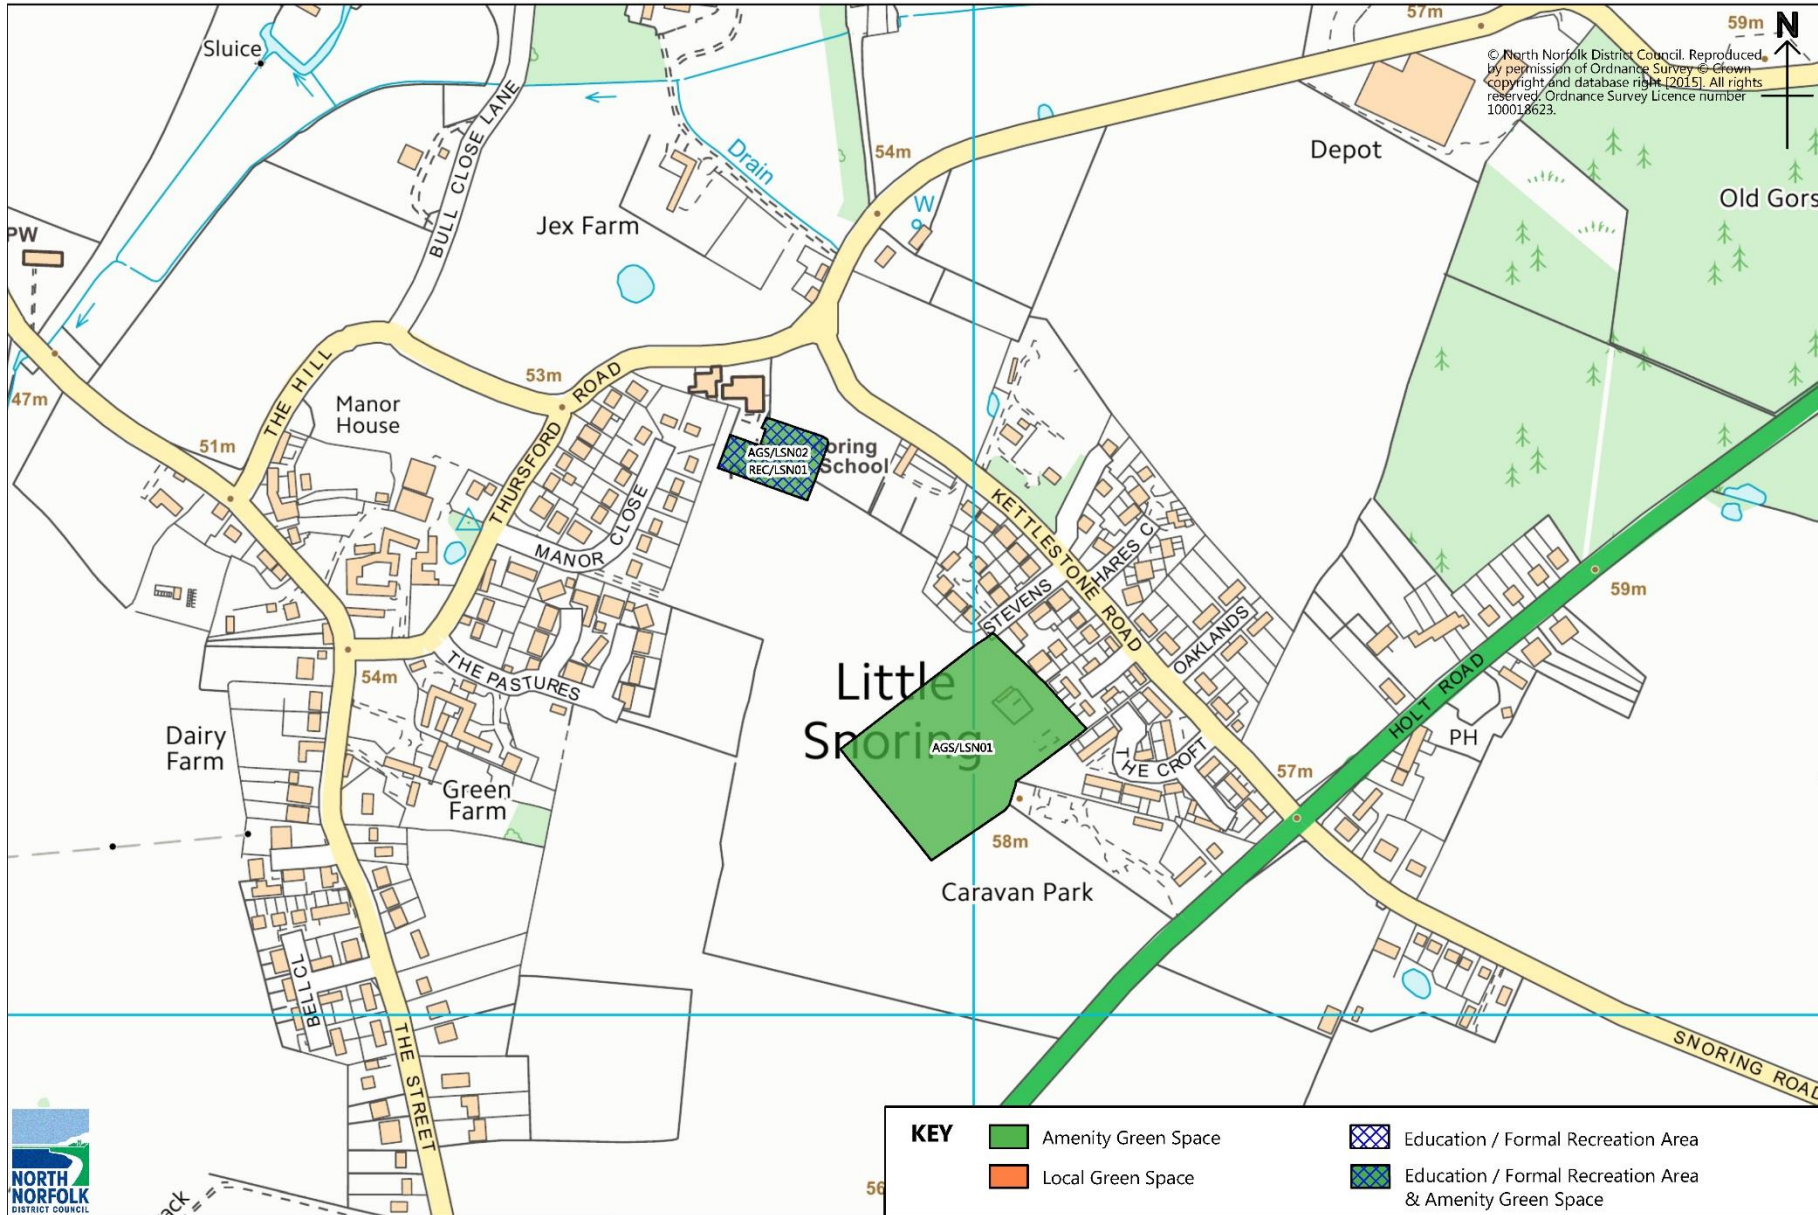 57m
59m
N
Sluice
© North Norfolk District Council. Reproduced
by permission of Ordnance Survey © Crown
copyright and database right [2015]. All rights
reserved. Ordnance Survey Licence number
100018623.
BULL CLOSE LANE
Drain
54m
Depot
Old Gors
W
Jex Farm
PW
THE HILL
53m
THURSFORD ROAD
47m
Manor
House
51m
AGS/LSN02
REC/LSN01
oring
School
MANOR CLOSE
KETTLESTONE ROAD
HARES C
STEVENS
OAKLANDS
59m
HOLT ROAD
THE PASTURES
54m
Little
Snoring
AGS/LSN01
Dairy
Farm
Green
Farm
THE CROFT
PH
57m
58m
Caravan Park
BELL CL
THE STREET
SNORING ROAD
56
ack
NORTH
NORFOLK
DISTRICT COUNCIL
KEY
Amenity Green Space
Local Green Space
Education / Formal Recreation Area
Education / Formal Recreation Area
& Amenity Green Space